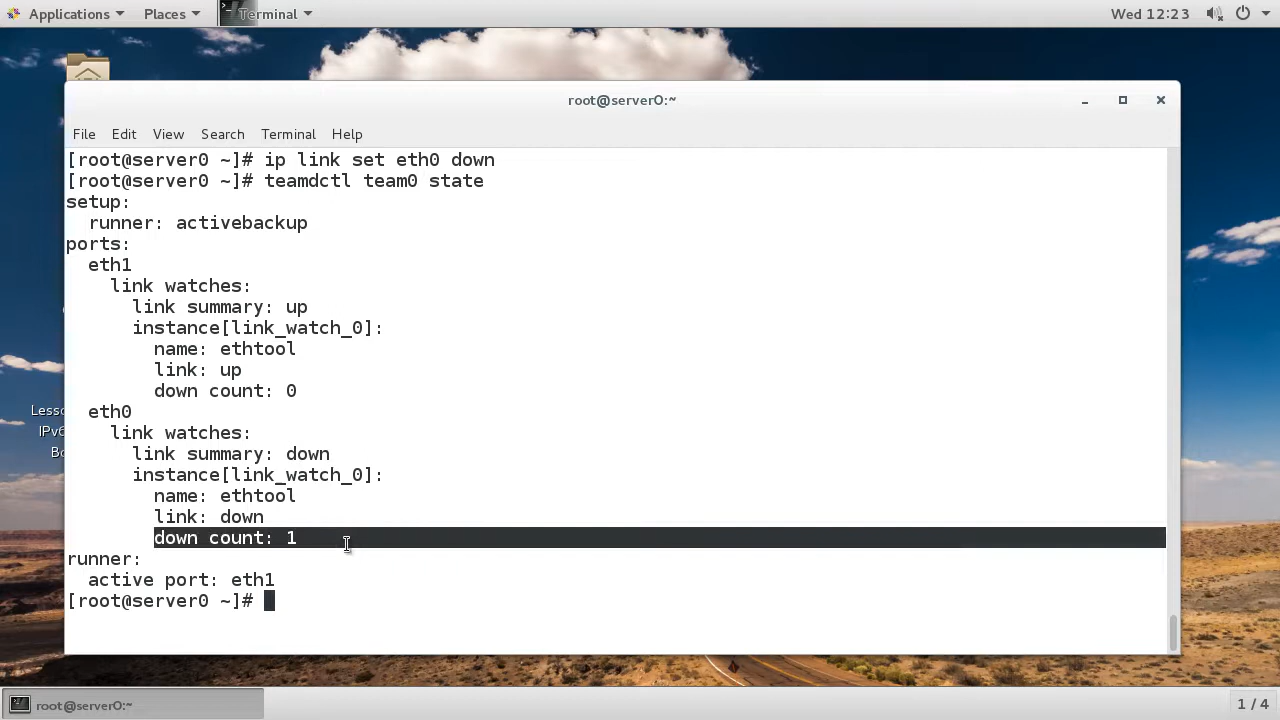 Applications Places Terminal Wed 12:23
root@server0:~
File Edit View Search Terminal Help
[root@server0 ~]# ip link set eth0 down
[root@server0 ~]# teamdctl team0 state
setup:
  runner: activebackup
ports:
  eth1
    link watches:
      link summary: up
      instance[link_watch_0]:
        name: ethtool
        link: up
        down count: 0
  eth0
    link watches:
      link summary: down
      instance[link_watch_0]:
        name: ethtool
        link: down
        down count: 1
runner:
  active port: eth1
[root@server0 ~]#
root@server0:~ 1 / 4